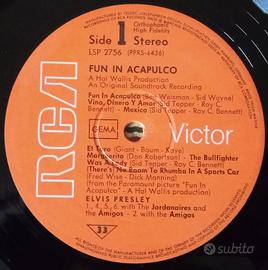 Orthophonic
High Fidelity
Side 1 Stereo
LSP 2756 (PPRS-4436)
FUN IN ACAPULCO
A Hal Wallis Production
An Original Soundtrack Recording
Fun In Acapulco (Ben Weisman - Sid Wayne)
Vino, Dinero Y Amor (Sid Tepper - Roy C.
Bennett) - Mexico (Sid Tepper - Roy C.
Bennett)
RCA
GEMA
Victor
El Toro (Giant - Baum - Kaye)
Margarita (Don Robertson) - The Bullfighter
Was A Lady (Sid Tepper - Roy C. Bennett)
(There's) No Room To Rhumba In A Sports Car
(Fred Wise - Dick Manning)
(From the Paramount picture "Fun In
Acapulco" - A Hal Wallis Production)
ELVIS PRESLEY
1, 4, 5, 6 with The Jordanaires and
the Amigos - 2. with the Amigos
33
subito